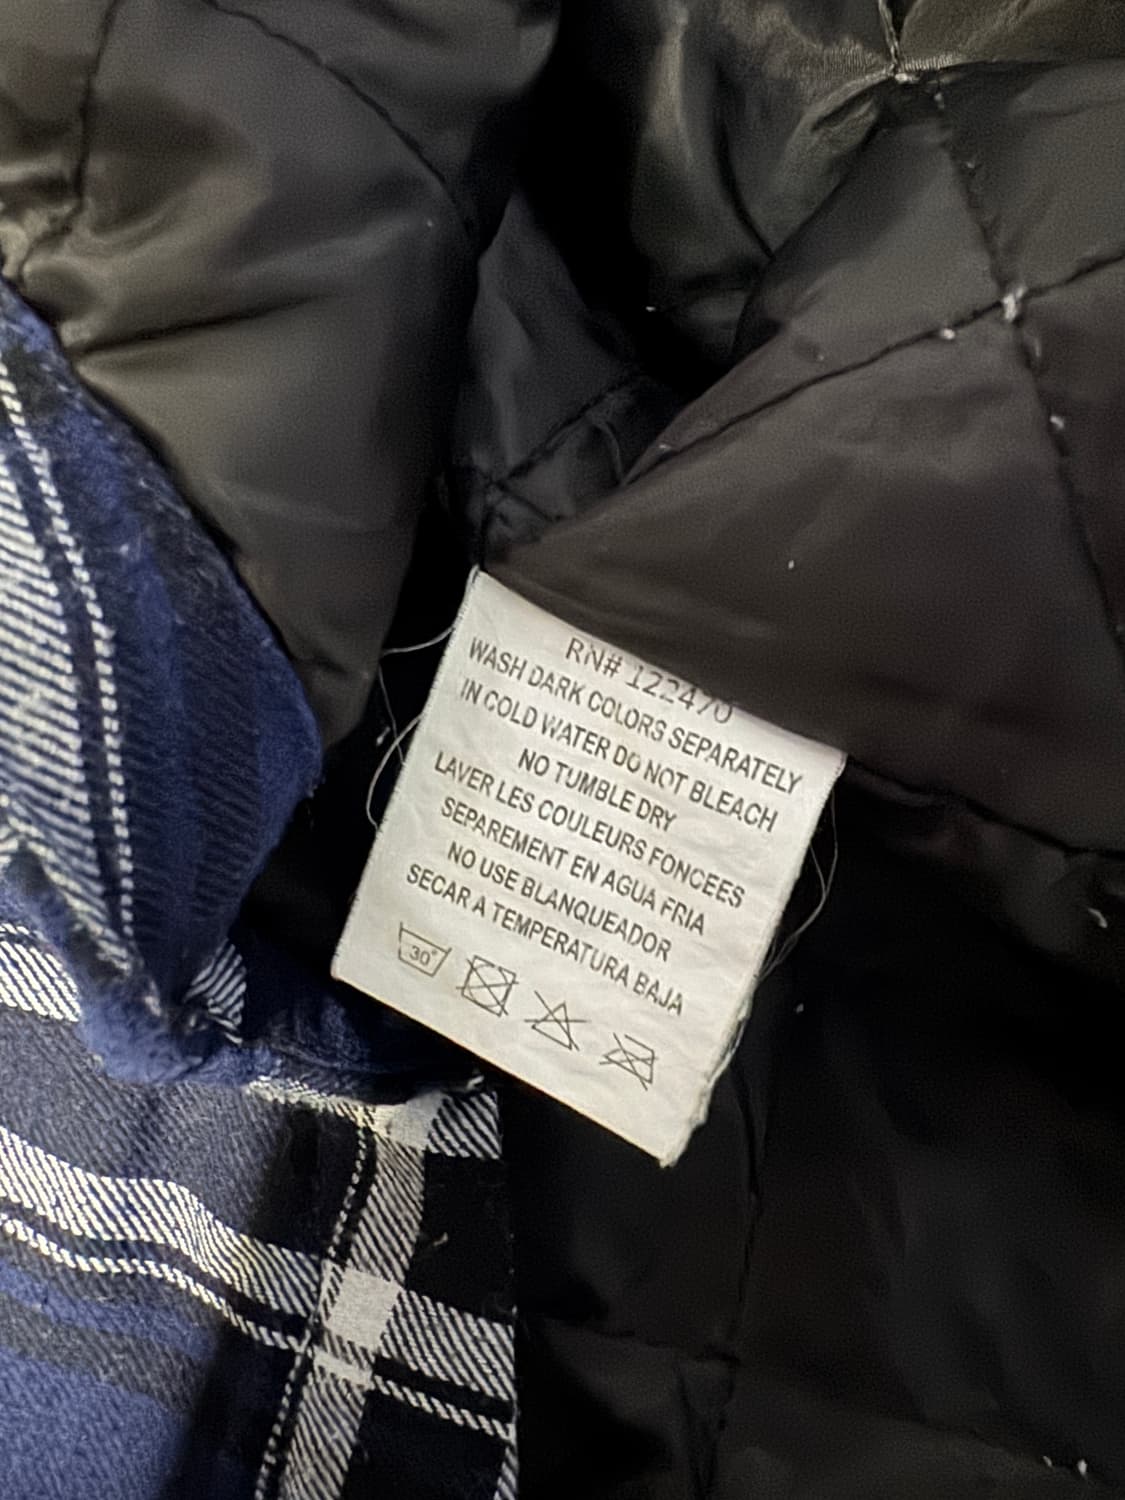 RN# 122470
WASH DARK COLORS SEPARATELY
IN COLD WATER DO NOT BLEACH
NO TUMBLE DRY
LAVER LES COULEURS FONCEES
SEPAREMENT EN AGUA FRIA
NO USE BLANQUEADOR
SECAR A TEMPERATURA BAJA
30°